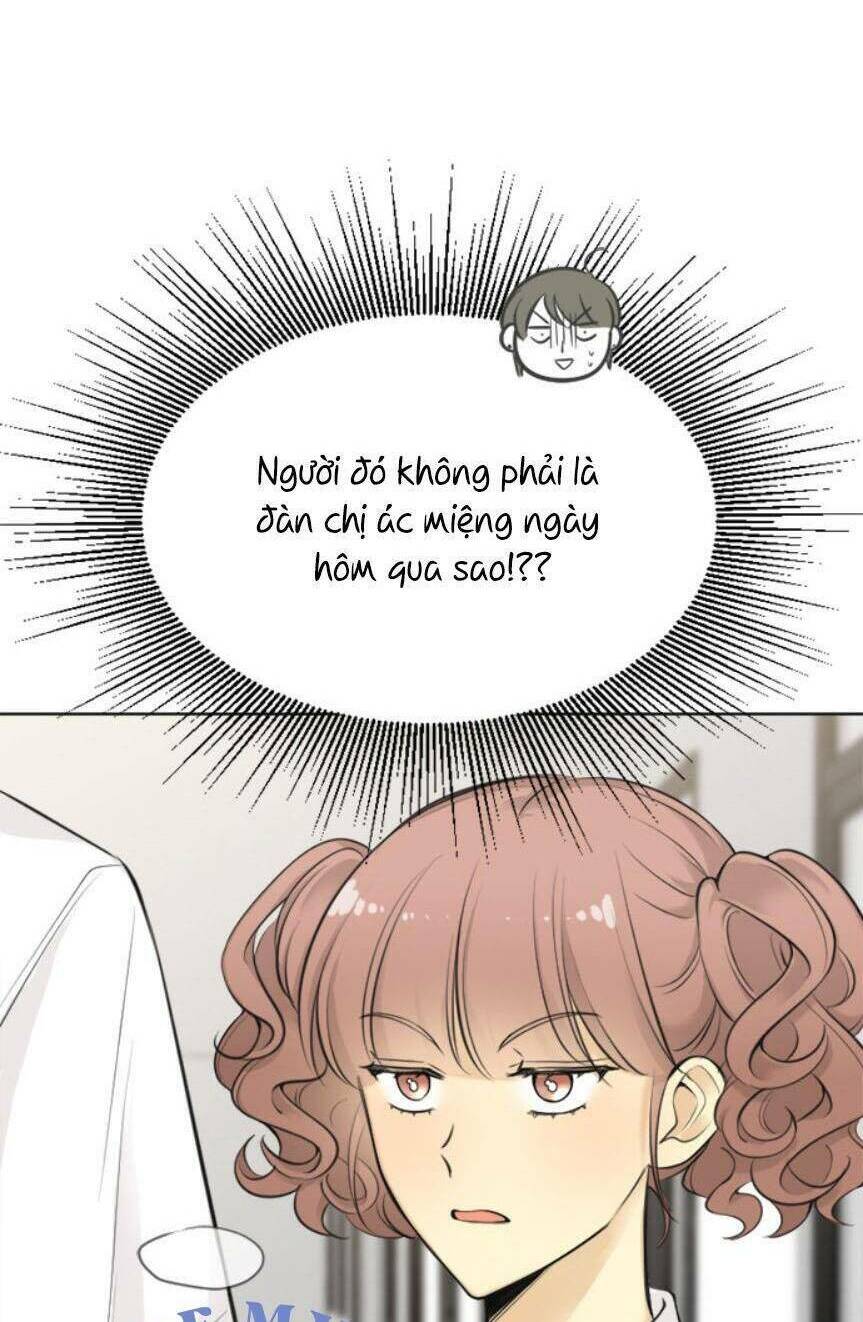 Người đó không phải là
đàn chị ác miệng ngày
hôm qua sao!??